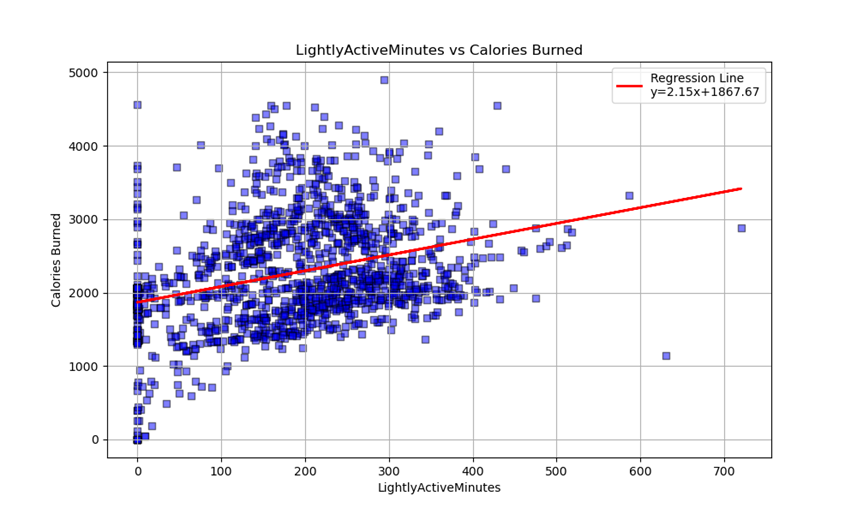 LightlyActiveMinutes vs Calories Burned
Regression Line
y=2.15x+1867.67
5000
4000
3000
2000
1000
0
Calories Burned
0 100 200 300 400 500 600 700
LightlyActiveMinutes